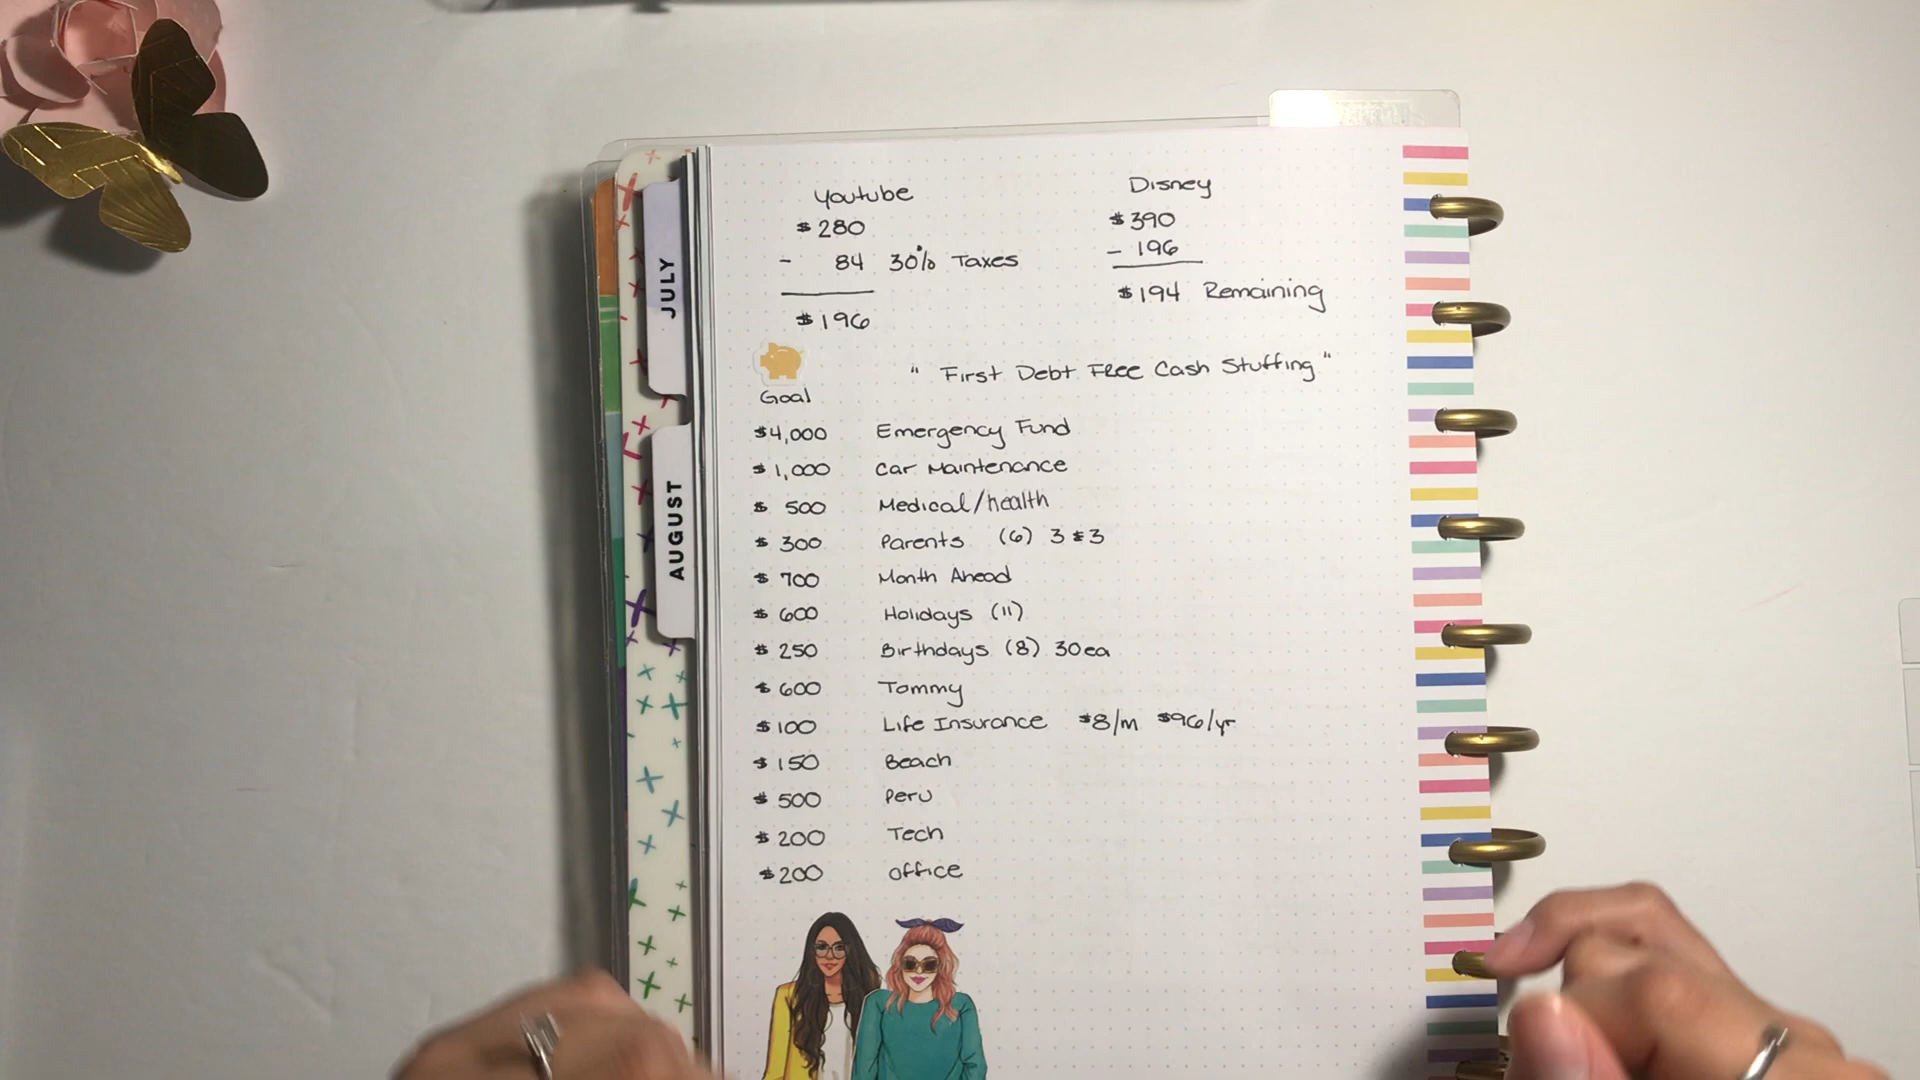 JULY
AUGUST
Youtube
$280
- 84 30% Taxes
$196
Disney
$390
- 196
$194 Remaining
" First Debt Free Cash Stuffing "
Goal
$4,000 Emergency Fund
$1,000 Car Maintenance
$ 500 Medical/health
$ 300 Parents (6) 3 & 3
$ 700 Month Ahead
$ 600 Holidays (11)
$ 250 Birthdays (8) 30ea
$ 600 Tommy
$100 Life Insurance $8/m $96/yr
$ 150 Beach
$ 500 Peru
$ 200 Tech
$200 Office